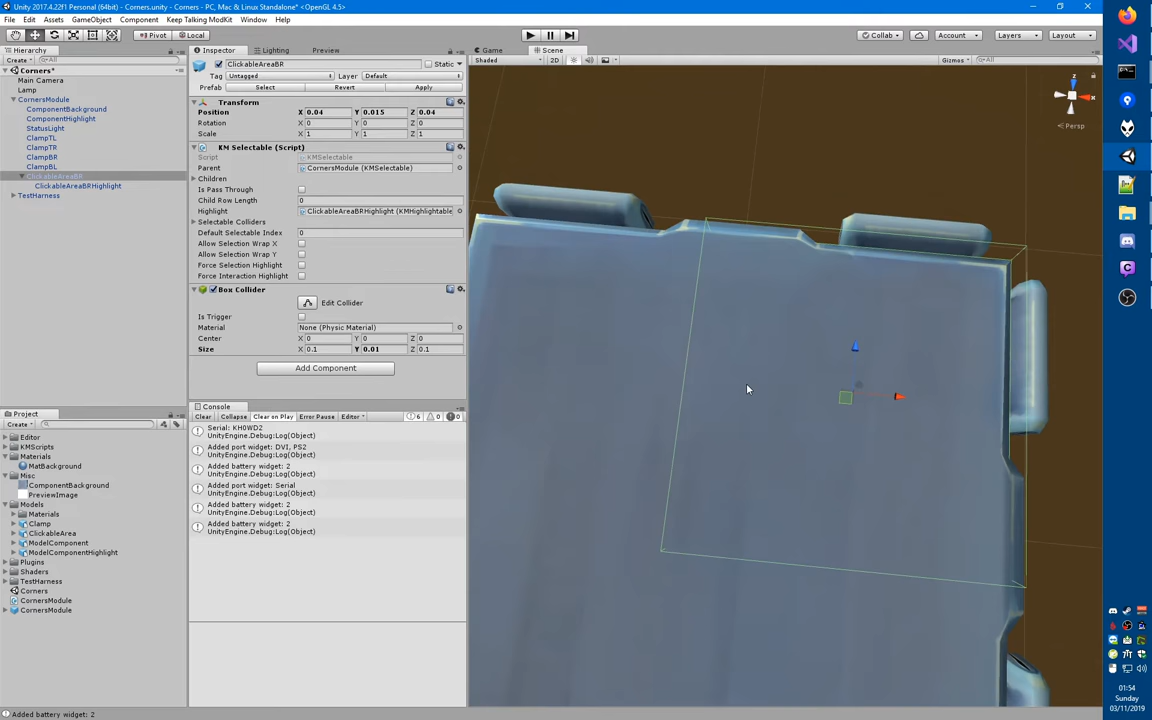 Unity 2017.4.22f1 Personal (64bit) - Corners.unity - PC, Mac & Linux Standalone* <OpenGL 4.5>
File Edit Assets GameObject Component Keep Talking ModKit Window Help
Pivot Local
Collab Account Layers Layout
Hierarchy
Create All
Corners*
Main Camera
Lamp
CornersModule
ComponentBackground
ComponentHighlight
StatusLight
ClampTL
ClampTR
ClampBR
ClampBL
ClickableAreaBR
ClickableAreaBRHighlight
TestHarness
Inspector Lighting Preview
ClickableAreaBR Static
Tag Untagged Layer Default
Prefab Select Revert Apply
Transform
Position X 0.04 Y 0.015 Z 0.04
Rotation X 0 Y 0 Z 0
Scale X 1 Y 1 Z 1
KM Selectable (Script)
Script KMSelectable
Parent CornersModule (KMSelectable)
Children
Is Pass Through
Child Row Length 0
Highlight ClickableAreaBRHighlight (KMHighlightable
Selectable Colliders
Default Selectable Index 0
Allow Selection Wrap X
Allow Selection Wrap Y
Force Selection Highlight
Force Interaction Highlight
Box Collider
Edit Collider
Is Trigger
Material None (Physic Material)
Center X 0 Y 0 Z 0
Size X 0.1 Y 0.01 Z 0.1
Add Component
Game Scene
Shaded 2D Gizmos All
z
x
Persp
Project
Create
Editor
KMScripts
Materials
MatBackground
Misc
ComponentBackground
PreviewImage
Models
Materials
Clamp
ClickableArea
ModelComponent
ModelComponentHighlight
Plugins
Shaders
TestHarness
Corners
CornersModule
CornersModule
Console
Clear Collapse Clear on Play Error Pause Editor 6 0 0
Serial: KH0WD2
UnityEngine.Debug:Log(Object)
Added port widget: DVI, PS2
UnityEngine.Debug:Log(Object)
Added battery widget: 2
UnityEngine.Debug:Log(Object)
Added port widget: Serial
UnityEngine.Debug:Log(Object)
Added battery widget: 2
UnityEngine.Debug:Log(Object)
Added battery widget: 2
UnityEngine.Debug:Log(Object)
Added battery widget: 2
01:54
Sunday
03/11/2019